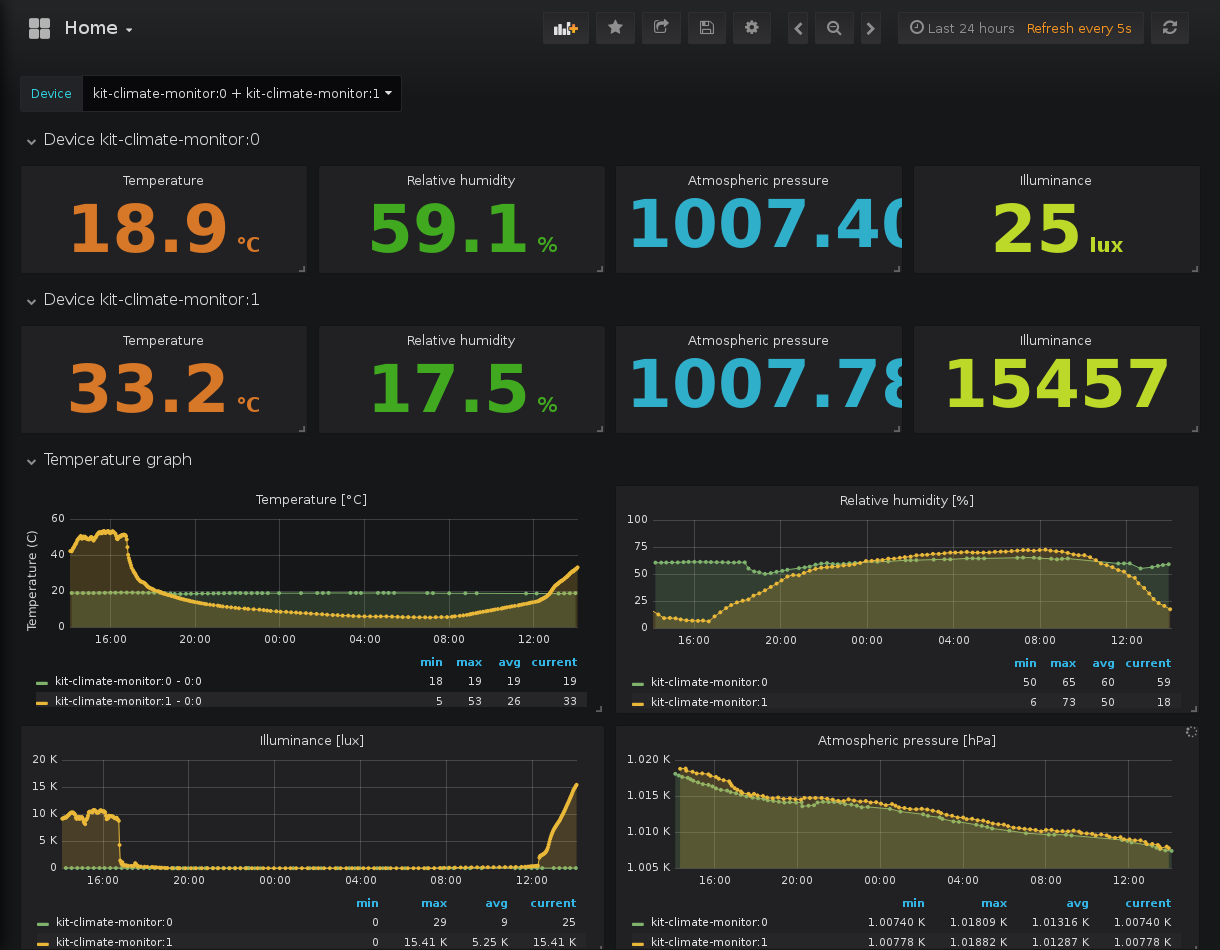 Home
Last 24 hours Refresh every 5s
Device kit-climate-monitor:0 + kit-climate-monitor:1
Device kit-climate-monitor:0
Temperature Relative humidity Atmospheric pressure Illuminance
18.9 °C 59.1 % 1007.40 25 lux
Device kit-climate-monitor:1
Temperature Relative humidity Atmospheric pressure Illuminance
33.2 °C 17.5 % 1007.78 15457
Temperature graph
Temperature [°C]
Temperature (C)
60
40
20
0
16:00 20:00 00:00 04:00 08:00 12:00
min max avg current
kit-climate-monitor:0 - 0:0 18 19 19 19
kit-climate-monitor:1 - 0:0 5 53 26 33
Relative humidity [%]
100
75
50
25
0
16:00 20:00 00:00 04:00 08:00 12:00
min max avg current
kit-climate-monitor:0 50 65 60 59
kit-climate-monitor:1 6 73 50 18
Illuminance [lux]
20 K
15 K
10 K
5 K
0
16:00 20:00 00:00 04:00 08:00 12:00
min max avg current
kit-climate-monitor:0 0 29 9 25
kit-climate-monitor:1 0 15.41 K 5.25 K 15.41 K
Atmospheric pressure [hPa]
1.020 K
1.015 K
1.010 K
1.005 K
16:00 20:00 00:00 04:00 08:00 12:00
min max avg current
kit-climate-monitor:0 1.00740 K 1.01809 K 1.01316 K 1.00740 K
kit-climate-monitor:1 1.00778 K 1.01882 K 1.01287 K 1.00778 K